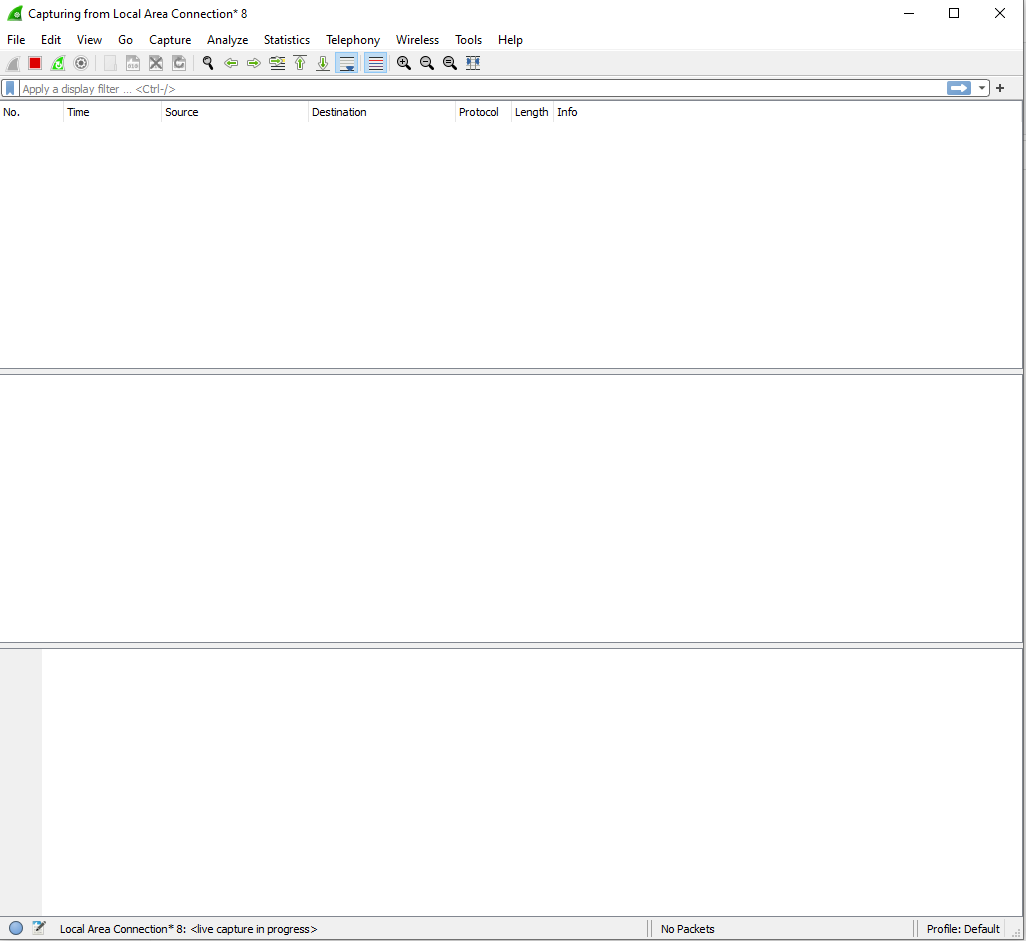 Capturing from Local Area Connection* 8
File Edit View Go Capture Analyze Statistics Telephony Wireless Tools Help
Apply a display filter ... <Ctrl-/>
No. Time Source Destination Protocol Length Info
Local Area Connection* 8: <live capture in progress> No Packets Profile: Default